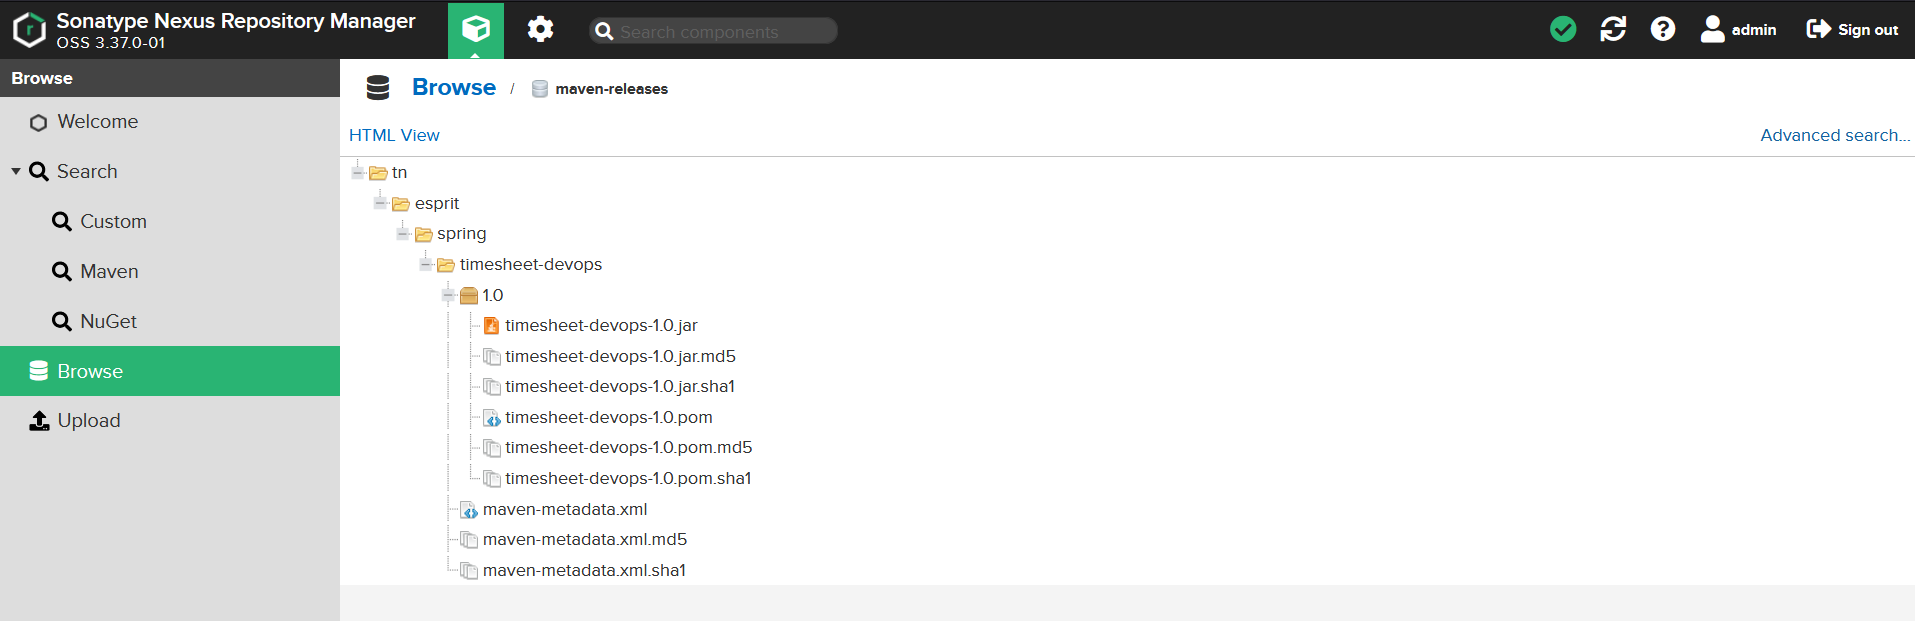 Sonatype Nexus Repository Manager
OSS 3.37.0-01
Search components
admin
Sign out
Browse
Welcome
Search
Custom
Maven
NuGet
Browse
Upload
Browse / maven-releases
HTML View
Advanced search...
tn
esprit
spring
timesheet-devops
1.0
timesheet-devops-1.0.jar
timesheet-devops-1.0.jar.md5
timesheet-devops-1.0.jar.sha1
timesheet-devops-1.0.pom
timesheet-devops-1.0.pom.md5
timesheet-devops-1.0.pom.sha1
maven-metadata.xml
maven-metadata.xml.md5
maven-metadata.xml.sha1